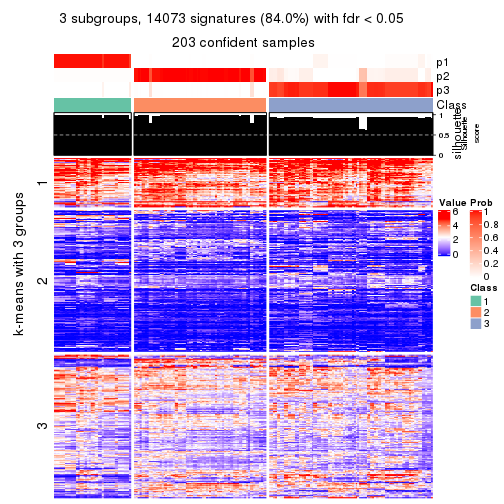 3 subgroups, 14073 signatures (84.0%) with fdr < 0.05
203 confident samples
p1
p2
p3
Class
silhouette
1
0.5
0
Silhouette
score
k-means with 3 groups
1
2
3
Value
6
4
2
0
Prob
1
0.8
0.6
0.4
0.2
0
Class
1
2
3